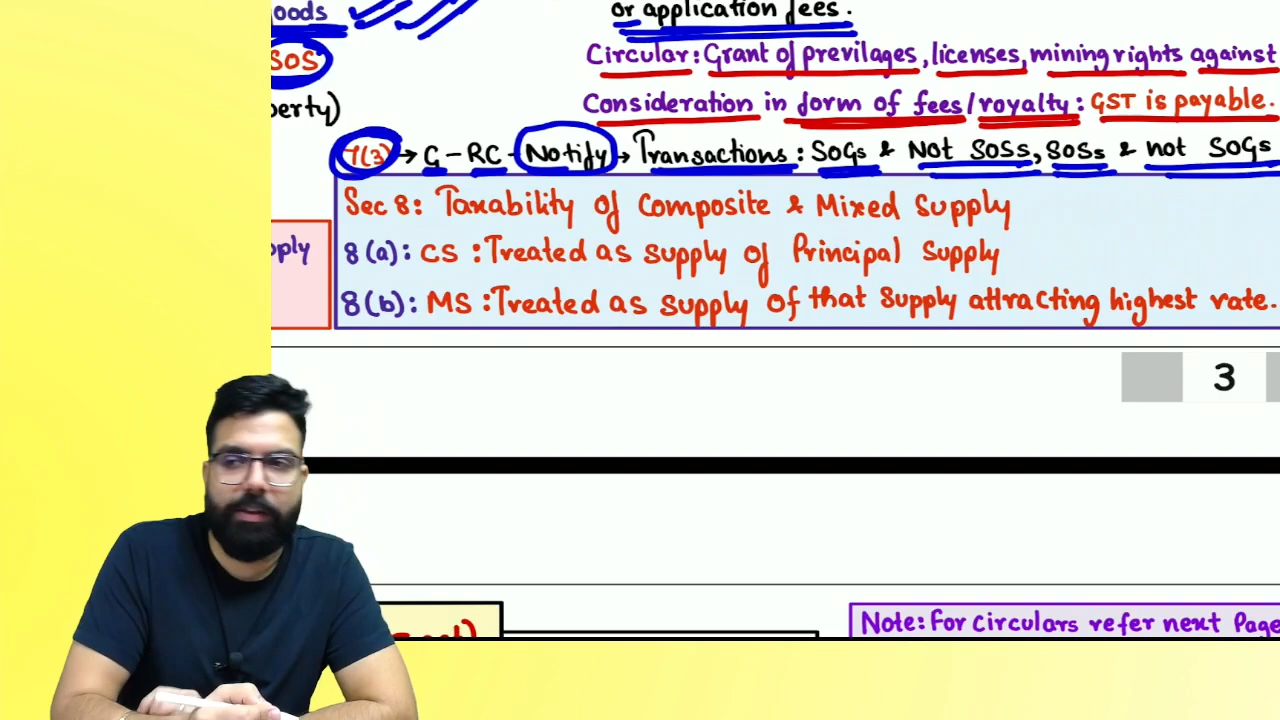 oods
or application fees.
SOS
Circular: Grant of previlages, licenses, mining rights against
perty)
Consideration in form of fees/royalty: GST is payable.
7(3) → G-RC - Notify → Transactions: SOGs & Not SOSs, SOSs & not SOGs
Sec 8: Taxability of Composite & Mixed Supply
pply
8(a): CS: Treated as supply of Principal Supply
8(b): MS: Treated as supply of that supply attracting highest rate.
3
Note: For circulars refer next Page